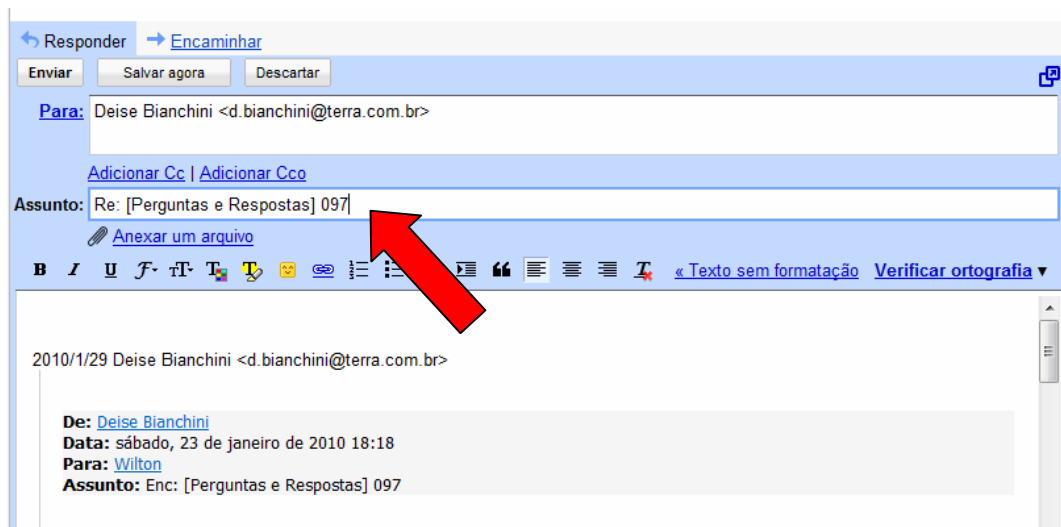 Responder Encaminhar
Enviar Salvar agora Descartar
Para: Deise Bianchini <d.bianchini@terra.com.br>
Adicionar Cc | Adicionar Cco
Assunto: Re: [Perguntas e Respostas] 097
Anexar um arquivo
B I U « Texto sem formatação Verificar ortografia ▼
2010/1/29 Deise Bianchini <d.bianchini@terra.com.br>
De: Deise Bianchini
Data: sábado, 23 de janeiro de 2010 18:18
Para: Wilton
Assunto: Enc: [Perguntas e Respostas] 097